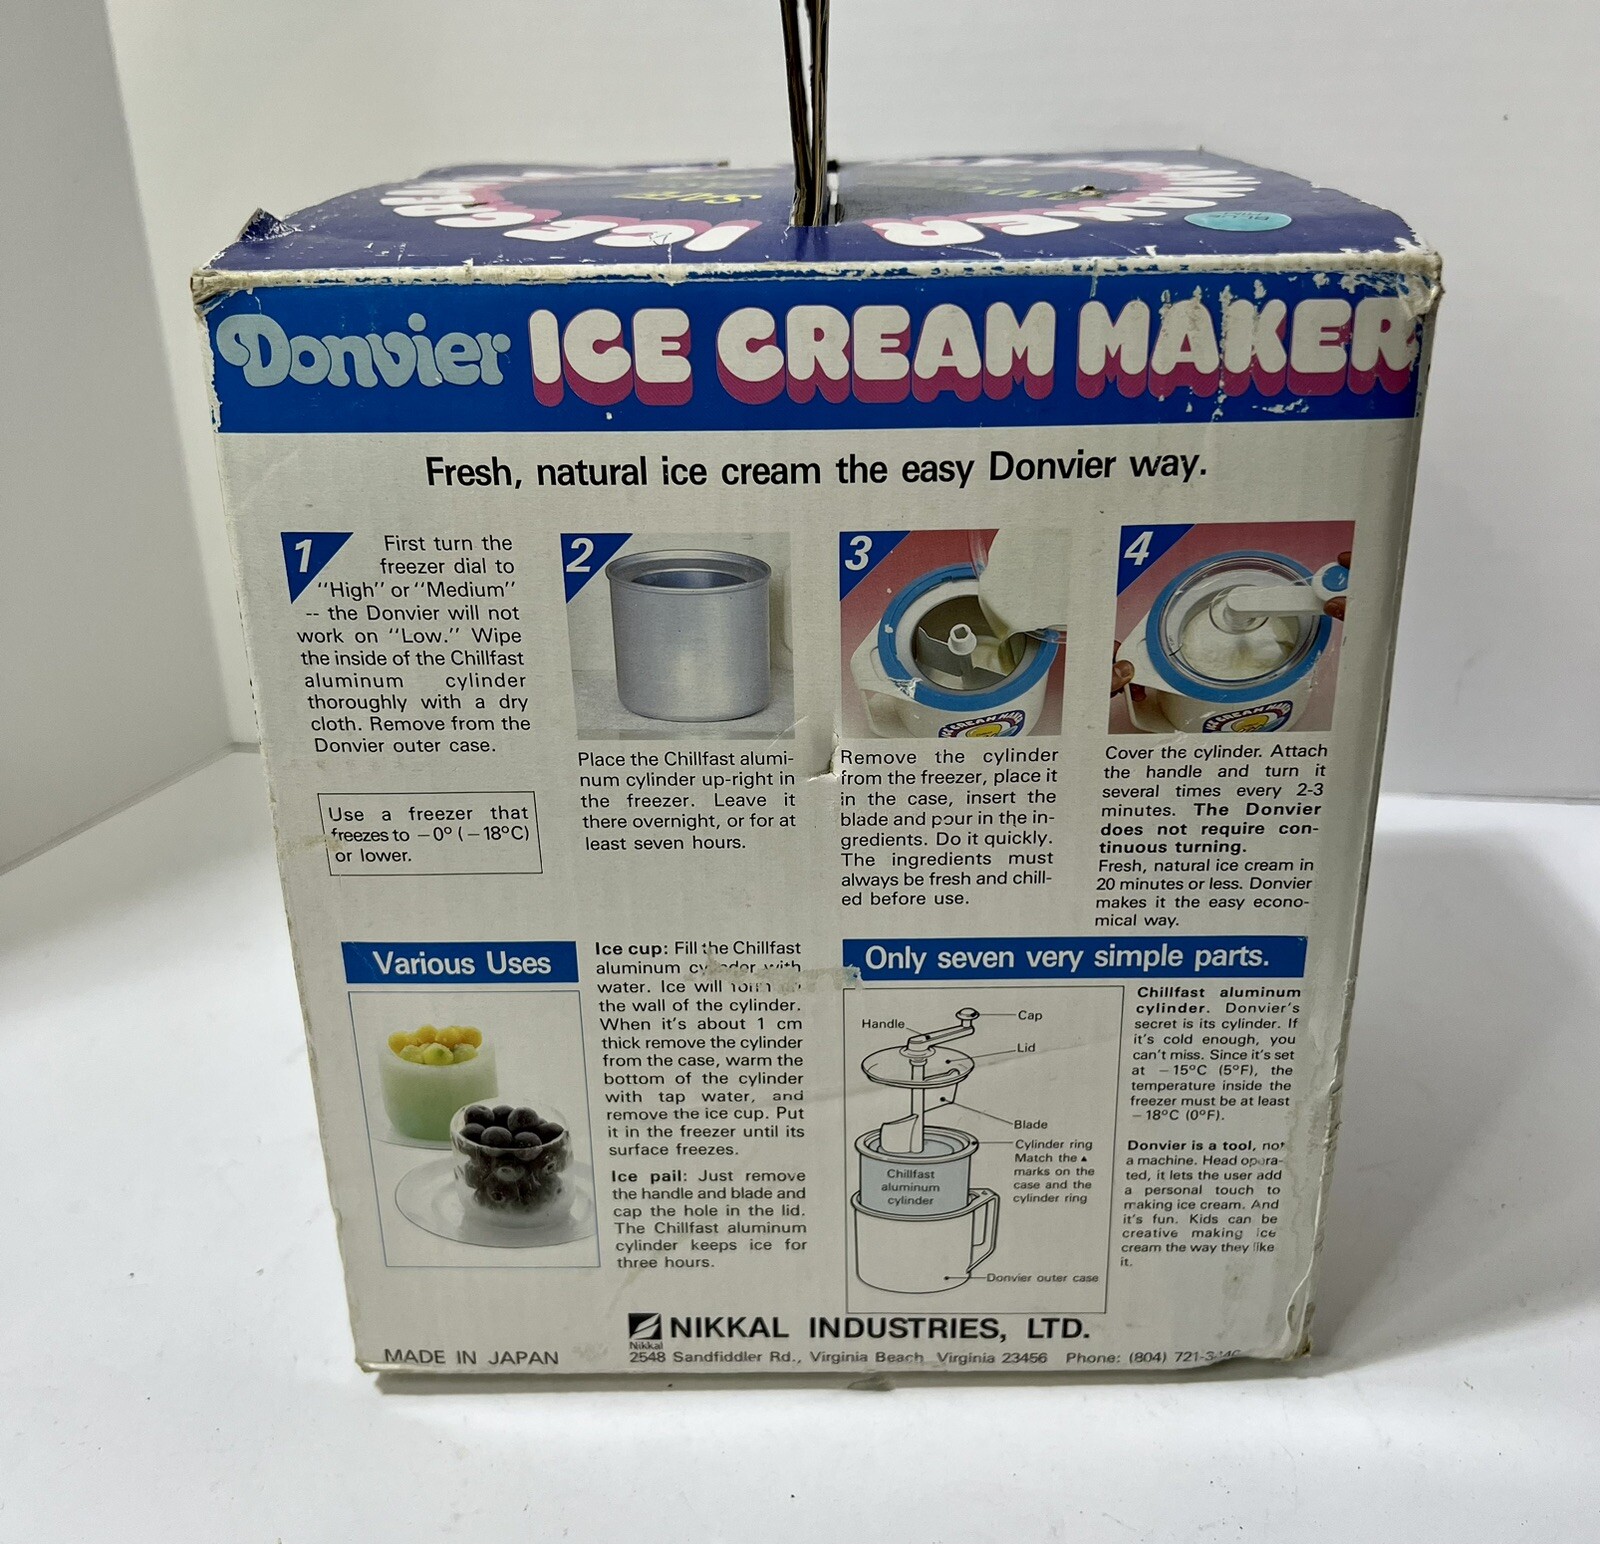 ICE CREAM
MAKER
SAVE
BLUE
Donvier ICE CREAM MAKER
Fresh, natural ice cream the easy Donvier way.
1
First turn the
freezer dial to
"High" or "Medium"
-- the Donvier will not
work on "Low." Wipe
the inside of the Chillfast
aluminum cylinder
thoroughly with a dry
cloth. Remove from the
Donvier outer case.
Use a freezer that
freezes to −0° (−18°C)
or lower.
2
Place the Chillfast alumi-
num cylinder up-right in
the freezer. Leave it
there overnight, or for at
least seven hours.
3
ICE CREAM MAKER
Remove the cylinder
from the freezer, place it
in the case, insert the
blade and pour in the in-
gredients. Do it quickly.
The ingredients must
always be fresh and chill-
ed before use.
4
ICE CREAM MAKER
Cover the cylinder. Attach
the handle and turn it
several times every 2-3
minutes. The Donvier
does not require con-
tinuous turning.
Fresh, natural ice cream in
20 minutes or less. Donvier
makes it the easy econo-
mical way.
Various Uses
Ice cup: Fill the Chillfast
aluminum cylinder with
water. Ice will form on
the wall of the cylinder.
When it's about 1 cm
thick remove the cylinder
from the case, warm the
bottom of the cylinder
with tap water, and
remove the ice cup. Put
it in the freezer until its
surface freezes.
Ice pail: Just remove
the handle and blade and
cap the hole in the lid.
The Chillfast aluminum
cylinder keeps ice for
three hours.
Only seven very simple parts.
Handle
Cap
Lid
Blade
Cylinder ring
Match the ▲
marks on the
case and the
cylinder ring
Chillfast
aluminum
cylinder
Donvier outer case
Chillfast aluminum
cylinder. Donvier's
secret is its cylinder. If
it's cold enough, you
can't miss. Since it's set
at −15°C (5°F), the
temperature inside the
freezer must be at least
−18°C (0°F).
Donvier is a tool, not
a machine. Head opera-
ted, it lets the user add
a personal touch to
making ice cream. And
it's fun. Kids can be
creative making ice
cream the way they like
it.
MADE IN JAPAN
Nikkal
NIKKAL INDUSTRIES, LTD.
2548 Sandfiddler Rd., Virginia Beach Virginia 23456 Phone: (804)